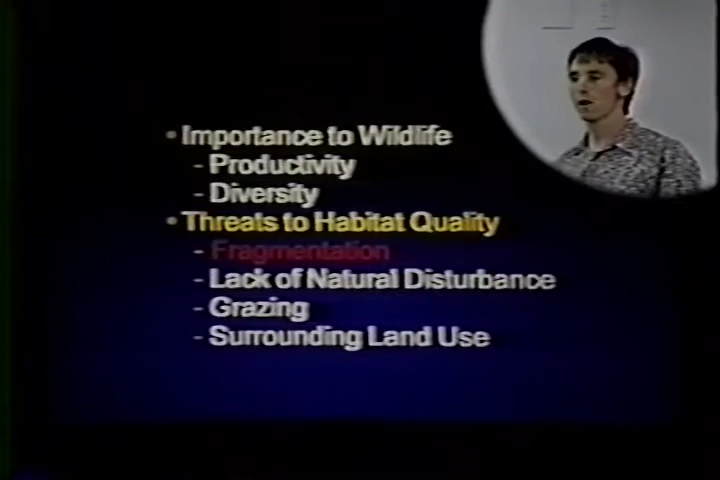 • Importance to Wildlife
- Productivity
- Diversity
• Threats to Habitat Quality
- Fragmentation
- Lack of Natural Disturbance
- Grazing
- Surrounding Land Use